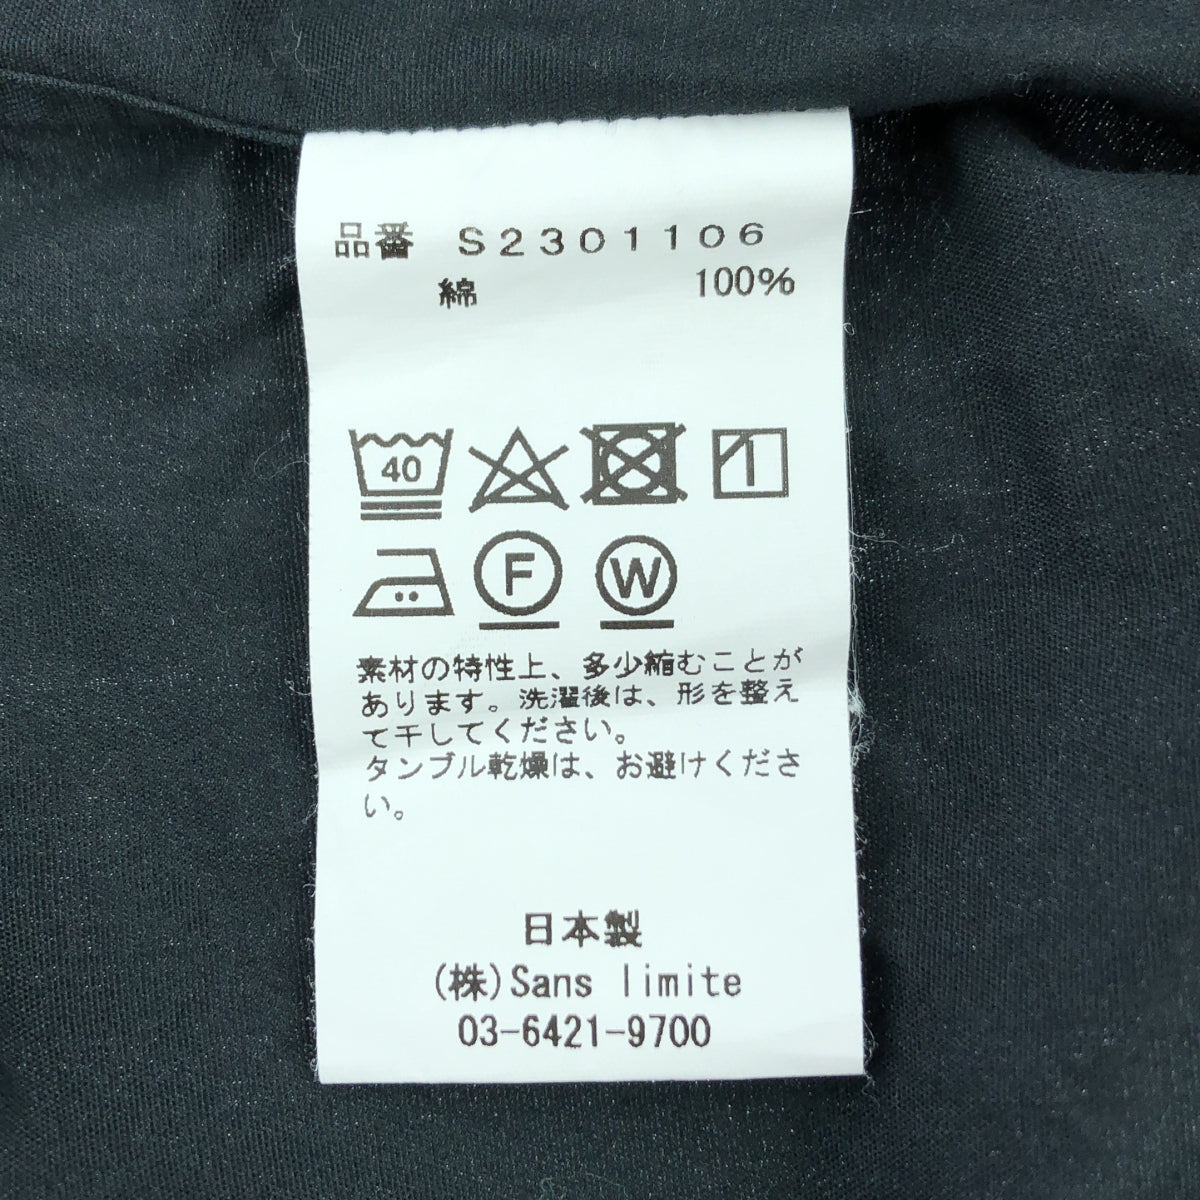 品番 S2301106
綿 100%
40
F W
素材の特性上、多少縮むことが
あります。洗濯後は、形を整え
て干してください。
タンブル乾燥は、お避けくださ
い。
日本製
(株)Sans limite
03-6421-9700